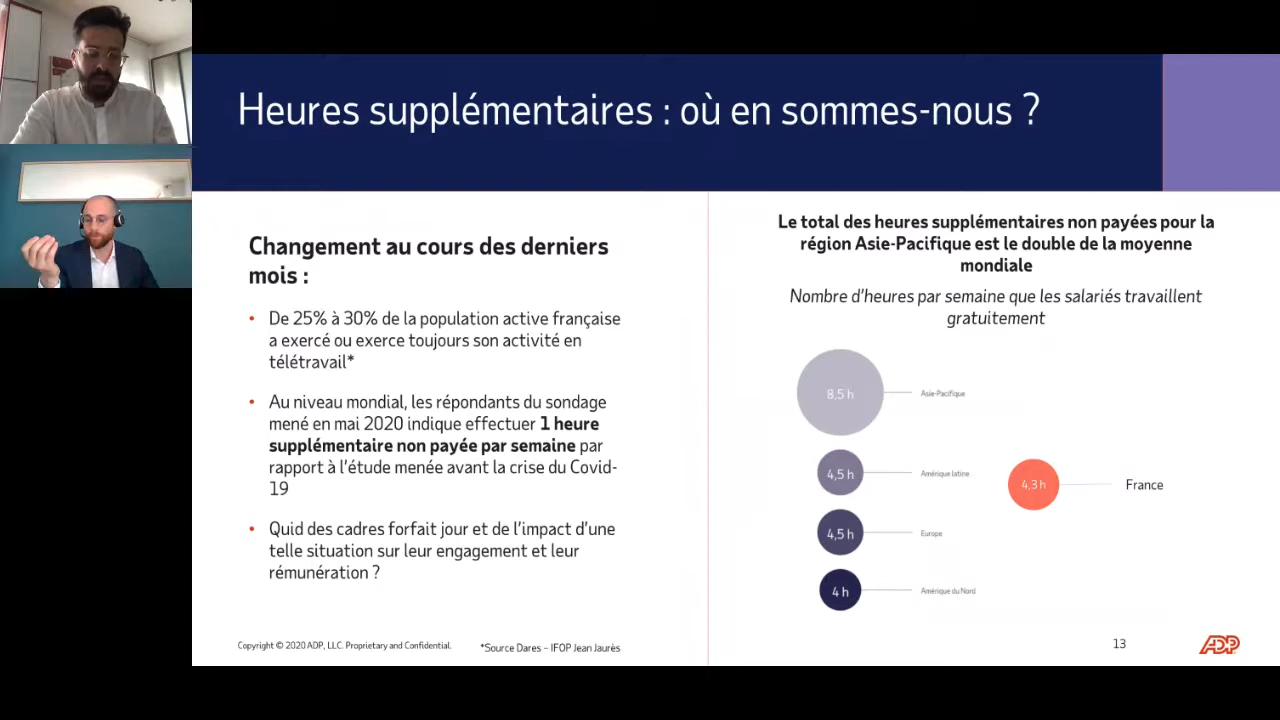 Heures supplémentaires : où en sommes-nous ?
Changement au cours des derniers
mois :
• De 25% à 30% de la population active française
a exercé ou exerce toujours son activité en
télétravail*
• Au niveau mondial, les répondants du sondage
mené en mai 2020 indique effectuer 1 heure
supplémentaire non payée par semaine par
rapport à l'étude menée avant la crise du Covid-
19
• Quid des cadres forfait jour et de l'impact d'une
telle situation sur leur engagement et leur
rémunération ?
Le total des heures supplémentaires non payées pour la
région Asie-Pacifique est le double de la moyenne
mondiale
Nombre d'heures par semaine que les salariés travaillent
gratuitement
8,5 h
Asie-Pacifique
4,5 h
Amérique latine
4,3 h
France
4,5 h
Europe
4 h
Amérique du Nord
Copyright © 2020 ADP, LLC. Proprietary and Confidential.
*Source Dares – IFOP Jean Jaurès
13
ADP